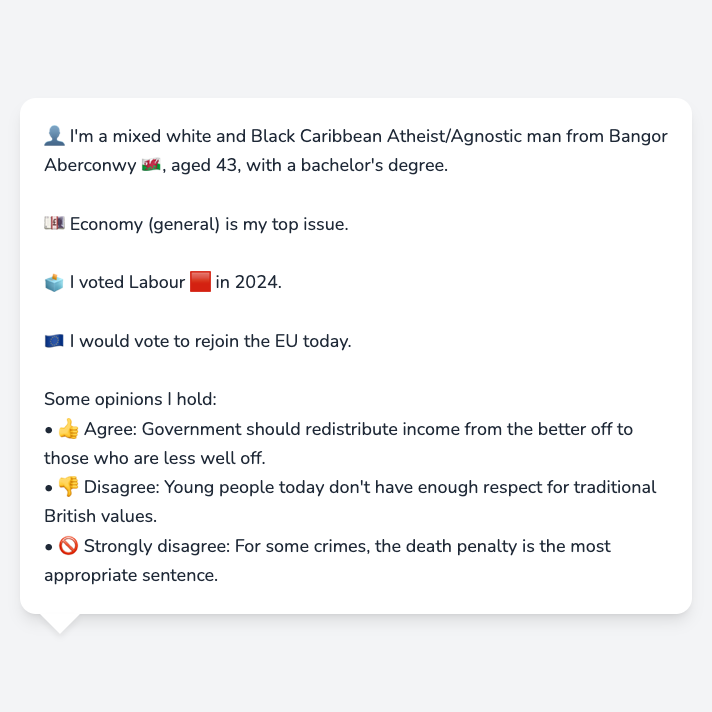 👤 I'm a mixed white and Black Caribbean Atheist/Agnostic man from Bangor
Aberconwy 🏴󠁧󠁢󠁷󠁬󠁳󠁿, aged 43, with a bachelor's degree.
💷 Economy (general) is my top issue.
🗳️ I voted Labour 🟥 in 2024.
🇪🇺 I would vote to rejoin the EU today.
Some opinions I hold:
• 👍 Agree: Government should redistribute income from the better off to
those who are less well off.
• 👎 Disagree: Young people today don't have enough respect for traditional
British values.
• 🚫 Strongly disagree: For some crimes, the death penalty is the most
appropriate sentence.